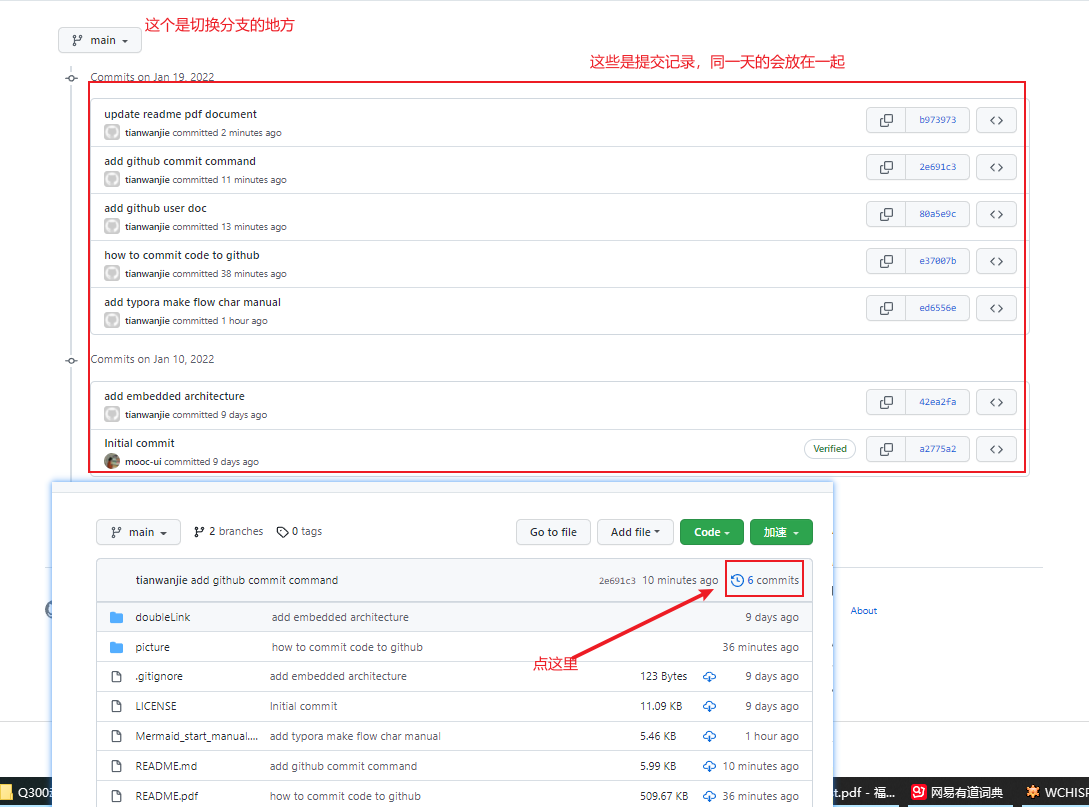 这个是切换分支的地方
main
这些是提交记录，同一天的会放在一起
Commits on Jan 19, 2022
update readme pdf document
tianwanjie committed 2 minutes ago
b973973
add github commit command
tianwanjie committed 11 minutes ago
2e691c3
add github user doc
tianwanjie committed 13 minutes ago
80a5e9c
how to commit code to github
tianwanjie committed 38 minutes ago
e37007b
add typora make flow char manual
tianwanjie committed 1 hour ago
ed6556e
Commits on Jan 10, 2022
add embedded architecture
tianwanjie committed 9 days ago
42ea2fa
Initial commit
mooc-ui committed 9 days ago
Verified
a2775a2
main 2 branches 0 tags Go to file Add file Code 加速
tianwanjie add github commit command 2e691c3 10 minutes ago 6 commits
doubleLink add embedded architecture 9 days ago
About
picture how to commit code to github 36 minutes ago
点这里
.gitignore add embedded architecture 123 Bytes 9 days ago
LICENSE Initial commit 11.09 KB 9 days ago
Mermaid_start_manual.... add typora make flow char manual 5.46 KB 1 hour ago
README.md add github commit command 5.99 KB 10 minutes ago
README.pdf how to commit code to github 509.67 KB 36 minutes ago
Q300 t.pdf - 福... 网易有道词典 WCHIS